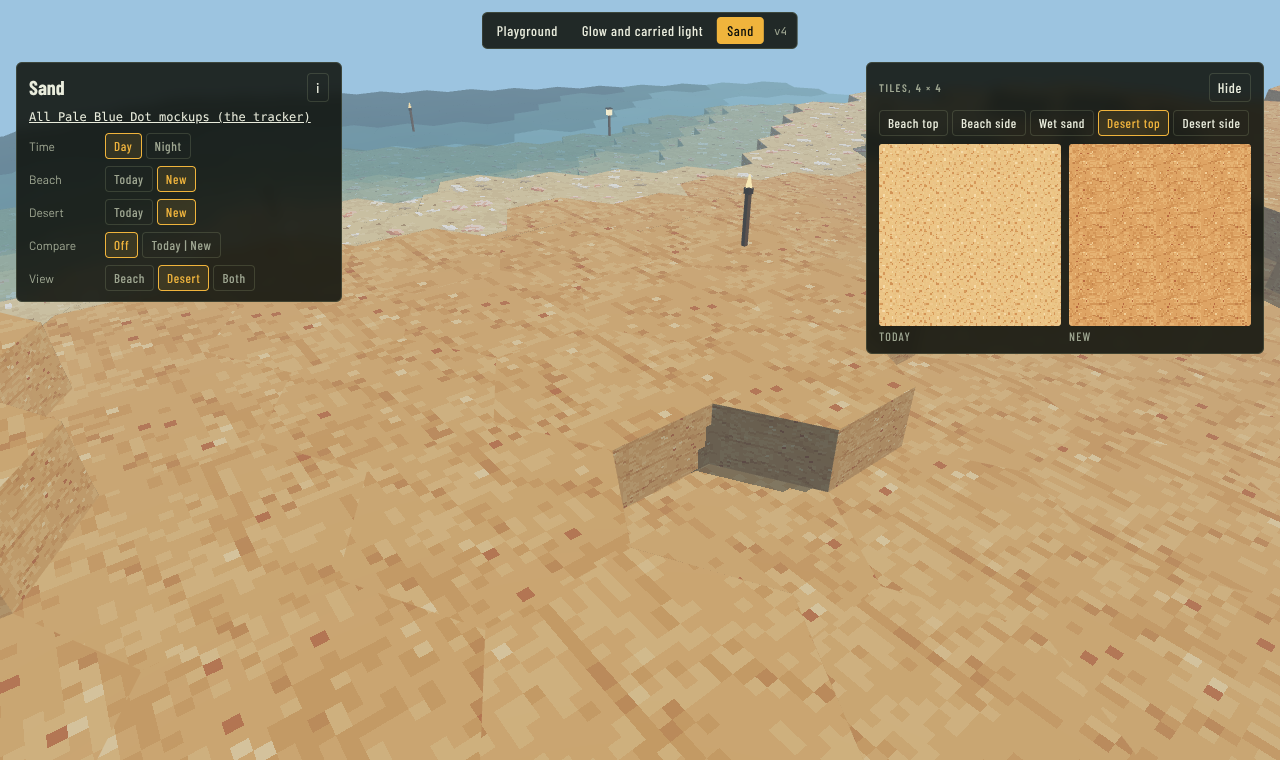 Playground Glow and carried light Sand v4
Sand i
All Pale Blue Dot mockups (the tracker)
Time Day Night
Beach Today New
Desert Today New
Compare Off Today | New
View Beach Desert Both
TILES, 4 × 4 Hide
Beach top Beach side Wet sand Desert top Desert side
TODAY NEW